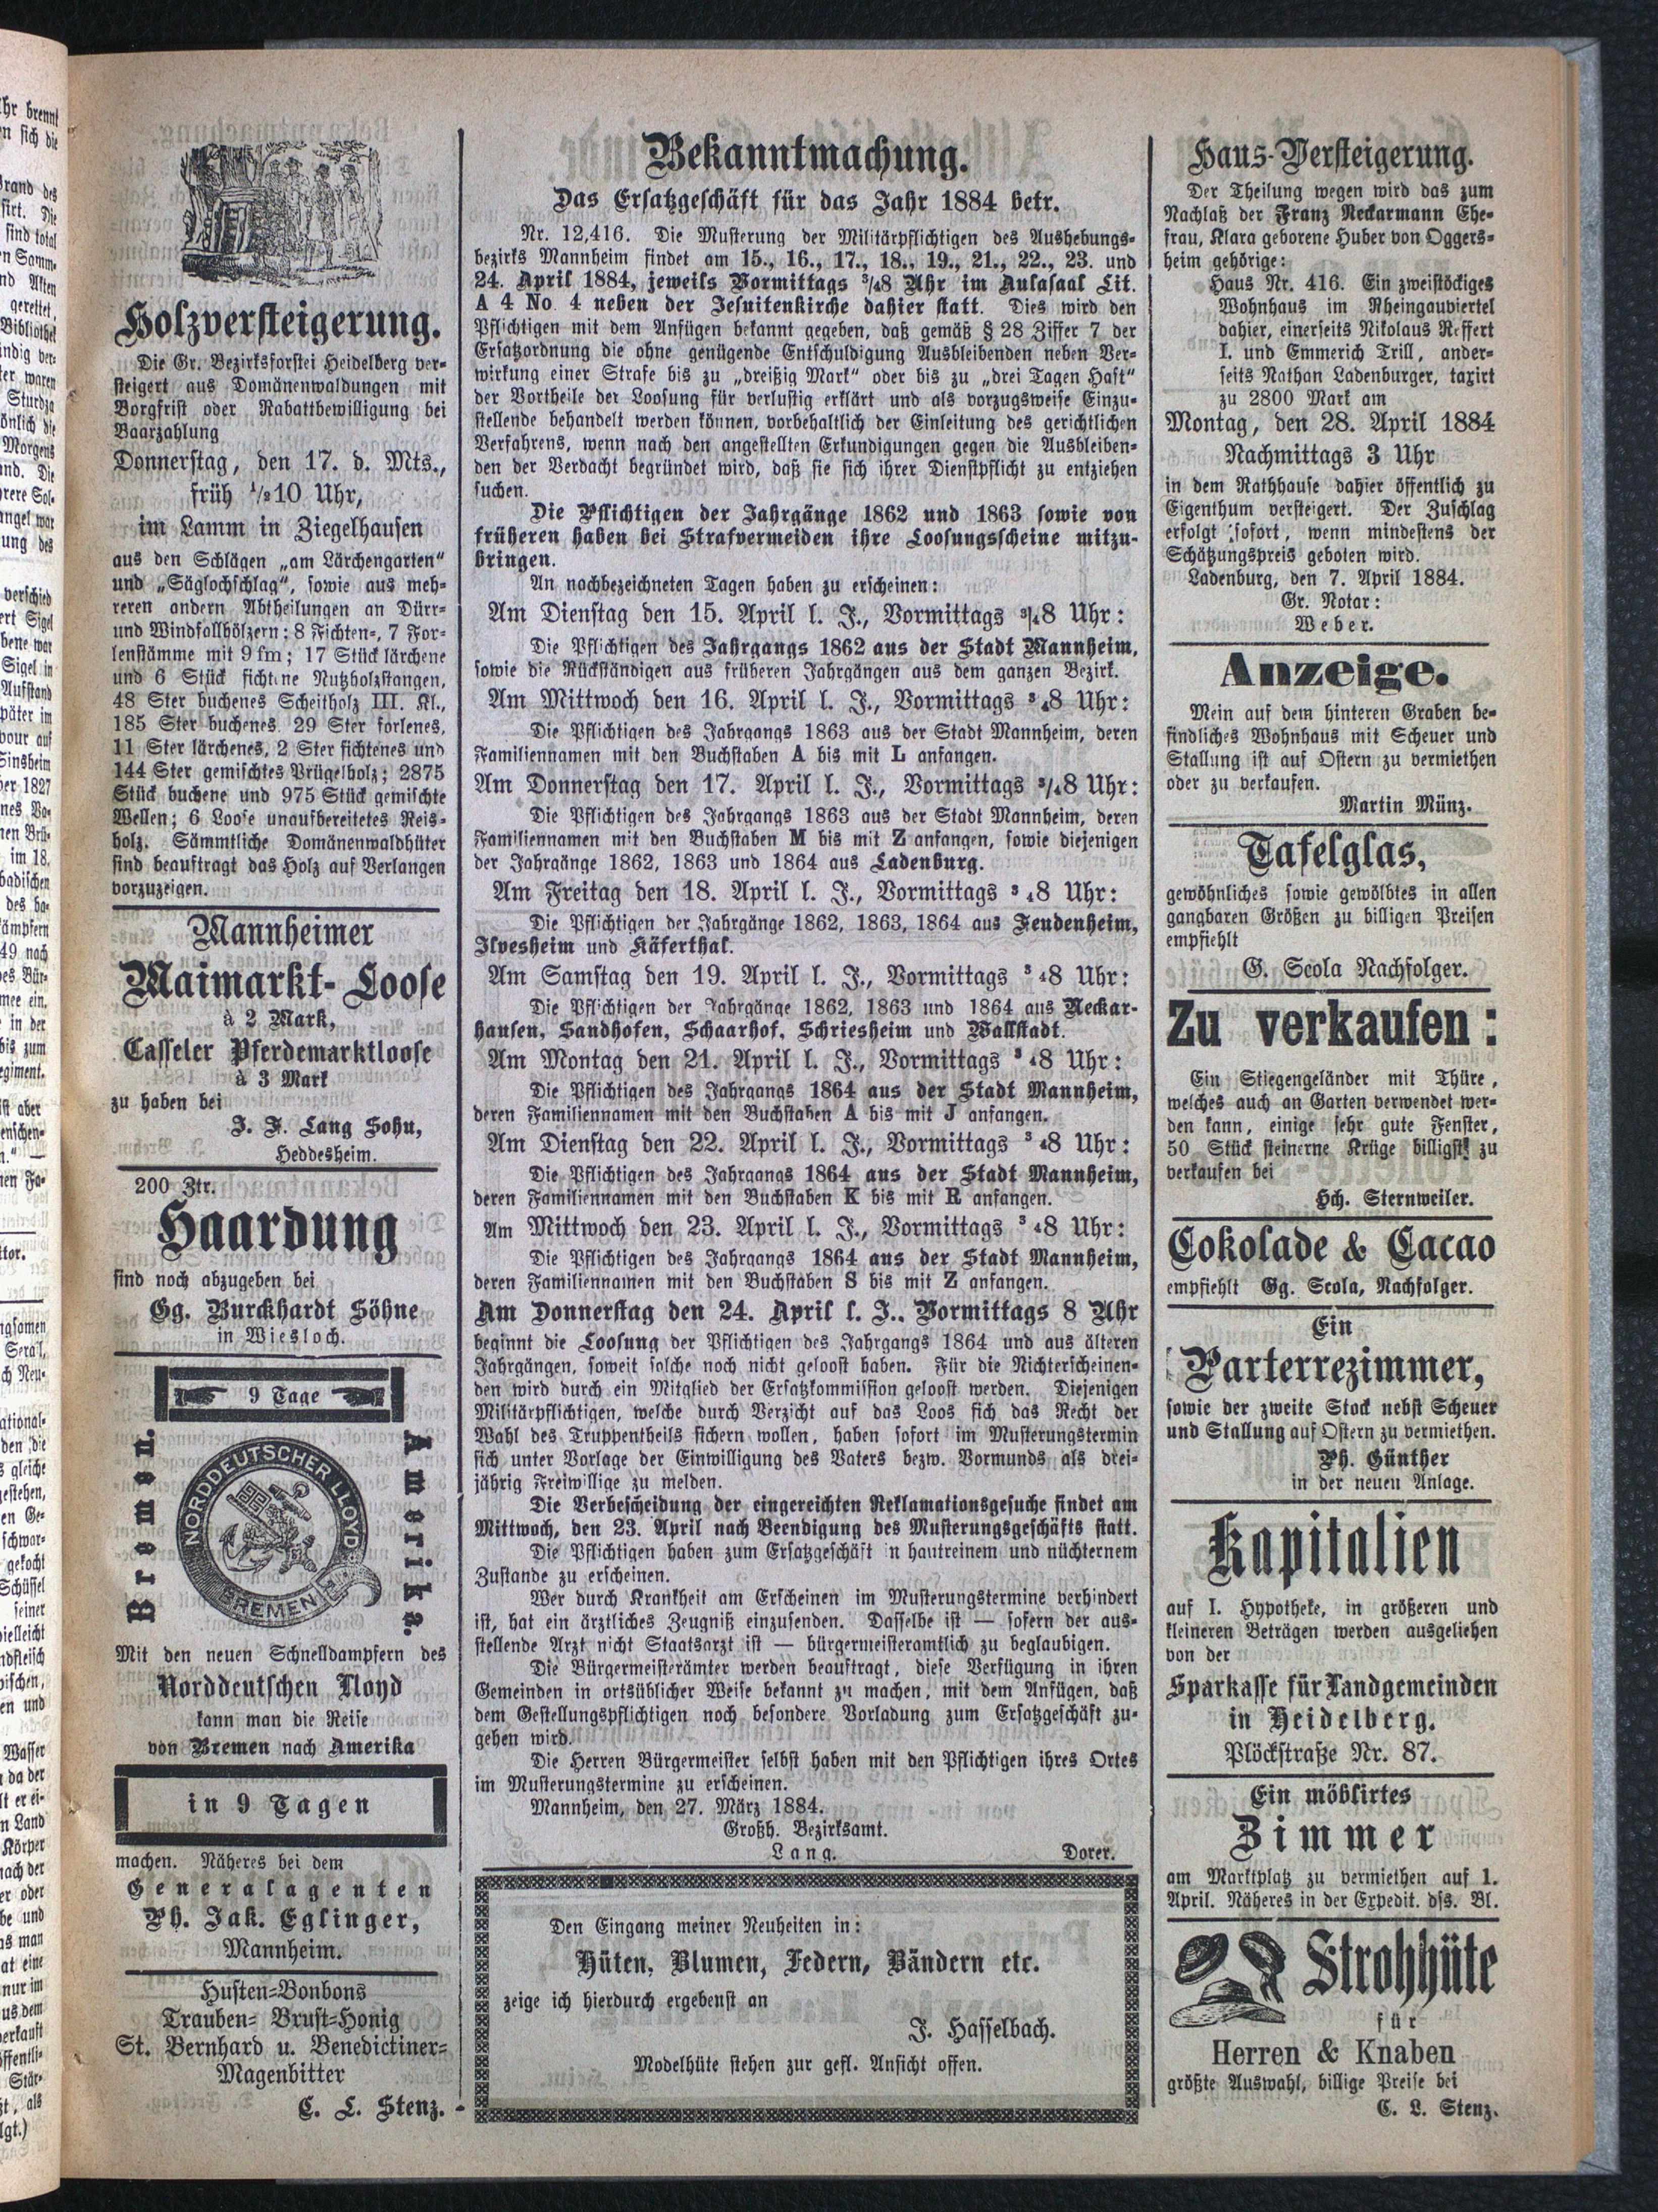 Holzversteigerung.
Die Gr. Bezirksforstei Heidelberg ver-
steigert aus Domänenwaldungen mit
Borgfrist oder Rabattbewilligung bei
Baarzahlung
Donnerstag, den 17. d. Mts.,
früh ½10 Uhr,
im Lamm in Ziegelhausen
aus den Schlägen „am Lärchengarten“
und „Säglochschlag“, sowie aus meh-
reren andern Abtheilungen an Dürr-
und Windfallhölzern: 8 Fichten-, 7 For-
lenstämme mit 9 fm; 17 Stück lärchene
und 6 Stück fichtene Nutzholzstangen,
48 Ster buchenes Scheitholz III. Kl.,
185 Ster buchenes, 29 Ster forlenes,
11 Ster lärchenes, 2 Ster fichtenes und
144 Ster gemischtes Prügelholz; 2875
Stück buchene und 975 Stück gemischte
Wellen; 6 Loose unaufbereitetes Reis-
holz. Sämmtliche Domänenwaldhüter
sind beauftragt das Holz auf Verlangen
vorzuzeigen.
Mannheimer
Maimarkt-Loose
à 2 Mark,
Casseler Pferdemarktloose
à 3 Mark
zu haben bei
J. F. Lang Sohn,
Heddesheim.
200 Ztr.
Haardung
sind noch abzugeben bei
Gg. Burckhardt Söhne
in Wiesloch.
9 Tage
Bremen.
NORDDEUTSCHER LLOYD
BREMEN
Amerika.
Mit den neuen Schnelldampfern des
Norddeutschen Lloyd
kann man die Reise
von Bremen nach Amerika
in 9 Tagen
machen. Näheres bei dem
Generalagenten
Ph. Jak. Eglinger,
Mannheim.
Husten-Bonbons
Trauben-Brust-Honig
St. Bernhard u. Benedictiner-
Magenbitter
C. L. Stenz.
Bekanntmachung.
Das Ersatzgeschäft für das Jahr 1884 betr.
Nr. 12,416. Die Musterung der Militärpflichtigen des Aushebungs-
bezirks Mannheim findet am 15., 16., 17., 18., 19., 21., 22., 23. und
24. April 1884, jeweils Vormittags ¾8 Uhr im Aulasaal Lit.
A 4 No. 4 neben der Jesuitenkirche dahier statt. Dies wird den
Pflichtigen mit dem Anfügen bekannt gegeben, daß gemäß § 28 Ziffer 7 der
Ersatzordnung die ohne genügende Entschuldigung Ausbleibenden neben Ver-
wirkung einer Strafe bis zu „dreißig Mark“ oder bis zu „drei Tagen Haft“
der Vortheile der Loosung für verlustig erklärt und als vorzugsweise Einzu-
stellende behandelt werden können, vorbehaltlich der Einleitung des gerichtlichen
Verfahrens, wenn nach den angestellten Erkundigungen gegen die Ausbleiben-
den der Verdacht begründet wird, daß sie sich ihrer Dienstpflicht zu entziehen
suchen.
Die Pflichtigen der Jahrgänge 1862 und 1863 sowie von
früheren haben bei Strafvermeiden ihre Loosungsscheine mitzu-
bringen.
An nachbezeichneten Tagen haben zu erscheinen:
Am Dienstag den 15. April l. J., Vormittags ¾8 Uhr:
Die Pflichtigen des Jahrgangs 1862 aus der Stadt Mannheim,
sowie die Rückständigen aus früheren Jahrgängen aus dem ganzen Bezirk.
Am Mittwoch den 16. April l. J., Vormittags ¾8 Uhr:
Die Pflichtigen des Jahrgangs 1863 aus der Stadt Mannheim, deren
Familiennamen mit den Buchstaben A bis mit L anfangen.
Am Donnerstag den 17. April l. J., Vormittags ¾8 Uhr:
Die Pflichtigen des Jahrgangs 1863 aus der Stadt Mannheim, deren
Familiennamen mit den Buchstaben M bis mit Z anfangen, sowie diejenigen
der Jahrgänge 1862, 1863 und 1864 aus Ladenburg.
Am Freitag den 18. April l. J., Vormittags ¾8 Uhr:
Die Pflichtigen der Jahrgänge 1862, 1863, 1864 aus Feudenheim,
Ilvesheim und Käferthal.
Am Samstag den 19. April l. J., Vormittags ¾8 Uhr:
Die Pflichtigen der Jahrgänge 1862, 1863 und 1864 aus Neckar-
hausen, Sandhofen, Schaarhof, Schriesheim und Wallstadt.
Am Montag den 21. April l. J., Vormittags ¾8 Uhr:
Die Pflichtigen des Jahrgangs 1864 aus der Stadt Mannheim,
deren Familiennamen mit den Buchstaben A bis mit J anfangen.
Am Dienstag den 22. April l. J., Vormittags ¾8 Uhr:
Die Pflichtigen des Jahrgangs 1864 aus der Stadt Mannheim,
deren Familiennamen mit den Buchstaben K bis mit R anfangen.
Am Mittwoch den 23. April l. J., Vormittags ¾8 Uhr:
Die Pflichtigen des Jahrgangs 1864 aus der Stadt Mannheim,
deren Familiennamen mit den Buchstaben S bis mit Z anfangen.
Am Donnerstag den 24. April l. J., Vormittags 8 Uhr
beginnt die Loosung der Pflichtigen des Jahrgangs 1864 und aus älteren
Jahrgängen, soweit solche noch nicht geloost haben. Für die Nichterscheinen-
den wird durch ein Mitglied der Ersatzkommission geloost werden. Diejenigen
Militärpflichtigen, welche durch Verzicht auf das Loos sich das Recht der
Wahl des Truppentheils sichern wollen, haben sofort im Musterungstermin
sich unter Vorlage der Einwilligung des Vaters bezw. Vormunds als drei-
jährig Freiwillige zu melden.
Die Verbescheidung der eingereichten Reklamationsgesuche findet am
Mittwoch, den 23. April nach Beendigung des Musterungsgeschäfts statt.
Die Pflichtigen haben zum Ersatzgeschäft in hautreinem und nüchternem
Zustande zu erscheinen.
Wer durch Krankheit am Erscheinen im Musterungstermine verhindert
ist, hat ein ärztliches Zeugniß einzusenden. Dasselbe ist — sofern der aus-
stellende Arzt nicht Staatsarzt ist — bürgermeisteramtlich zu beglaubigen.
Die Bürgermeisterämter werden beauftragt, diese Verfügung in ihren
Gemeinden in ortsüblicher Weise bekannt zu machen, mit dem Anfügen, daß
dem Gestellungspflichtigen noch besondere Vorladung zum Ersatzgeschäft zu-
gehen wird.
Die Herren Bürgermeister selbst haben mit den Pflichtigen ihres Ortes
im Musterungstermine zu erscheinen.
Mannheim, den 27. März 1884.
Großh. Bezirksamt.
Lang. Dorer.
Den Eingang meiner Neuheiten in:
Hüten, Blumen, Federn, Bändern etc.
zeige ich hierdurch ergebenst an
J. Hasselbach.
Modelhüte stehen zur gefl. Ansicht offen.
Haus-Versteigerung.
Der Theilung wegen wird das zum
Nachlaß der Franz Neckarmann Ehe-
frau, Klara geborene Huber von Oggers-
heim gehörige:
Haus Nr. 416. Ein zweistöckiges
Wohnhaus im Rheingauviertel
dahier, einerseits Nikolaus Reffert
I. und Emmerich Trill, ander-
seits Nathan Ladenburger, taxirt
zu 2800 Mark am
Montag, den 28. April 1884
Nachmittags 3 Uhr
in dem Rathhause dahier öffentlich zu
Eigenthum versteigert. Der Zuschlag
erfolgt sofort, wenn mindestens der
Schätzungspreis geboten wird.
Ladenburg, den 7. April 1884.
Gr. Notar:
Weber.
Anzeige.
Mein auf dem hinteren Graben be-
findliches Wohnhaus mit Scheuer und
Stallung ist auf Ostern zu vermiethen
oder zu verkaufen.
Martin Münz.
Tafelglas,
gewöhnliches sowie gewölbtes in allen
gangbaren Größen zu billigen Preisen
empfiehlt
G. Scola Nachfolger.
Zu verkaufen:
Ein Stiegengeländer mit Thüre,
welches auch an Garten verwendet wer-
den kann, einige sehr gute Fenster,
50 Stück steinerne Krüge billigst zu
verkaufen bei
Hch. Sternweiler.
Cokolade & Cacao
empfiehlt Gg. Scola, Nachfolger.
Ein
Parterrezimmer,
sowie der zweite Stock nebst Scheuer
und Stallung auf Ostern zu vermiethen.
Ph. Günther
in der neuen Anlage.
Kapitalien
auf I. Hypotheke, in größeren und
kleineren Beträgen werden ausgeliehen
von der
Sparkasse für Landgemeinden
in Heidelberg.
Plöckstraße Nr. 87.
Ein möblirtes
Zimmer
am Marktplatz zu vermiethen auf 1.
April. Näheres in der Expedit. dss. Bl.
Strohhüte
für
Herren & Knaben
größte Auswahl, billige Preise bei
C. L. Stenz.